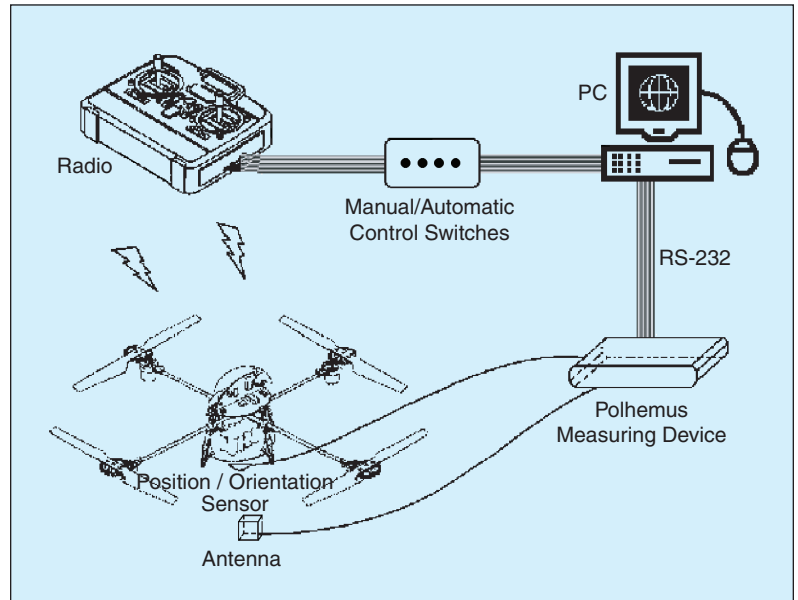 PC
Radio
Manual/Automatic
Control Switches
RS-232
Polhemus
Measuring Device
Position / Orientation
Sensor
Antenna